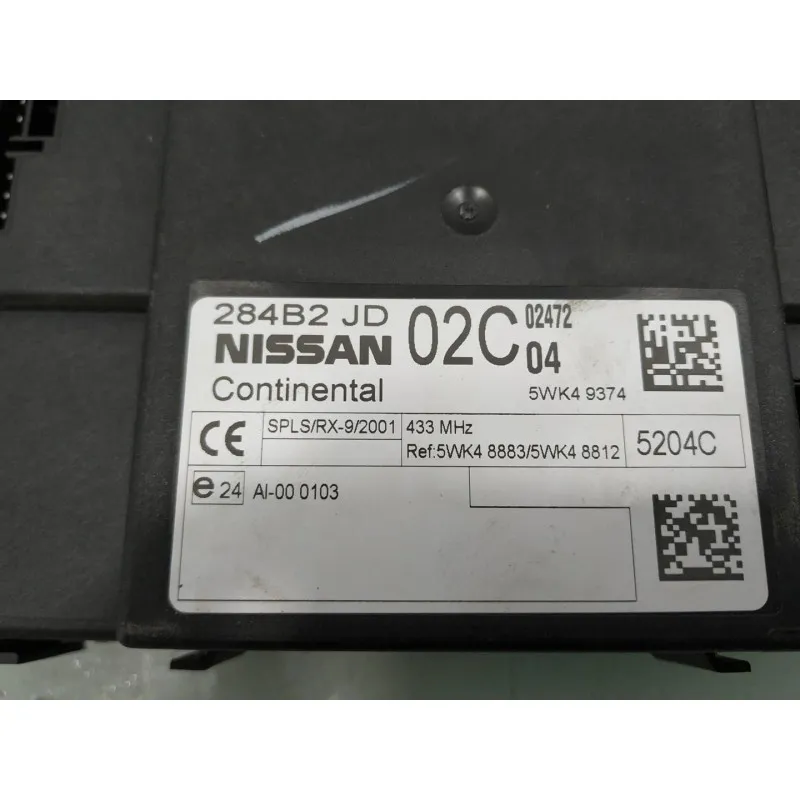 284B2 JD 02C 02472
NISSAN 04
Continental 5WK4 9374
CE SPLS/RX-9/2001 433 MHz
Ref:5WK4 8883/5WK4 8812 5204C
e 24 AI-00 0103